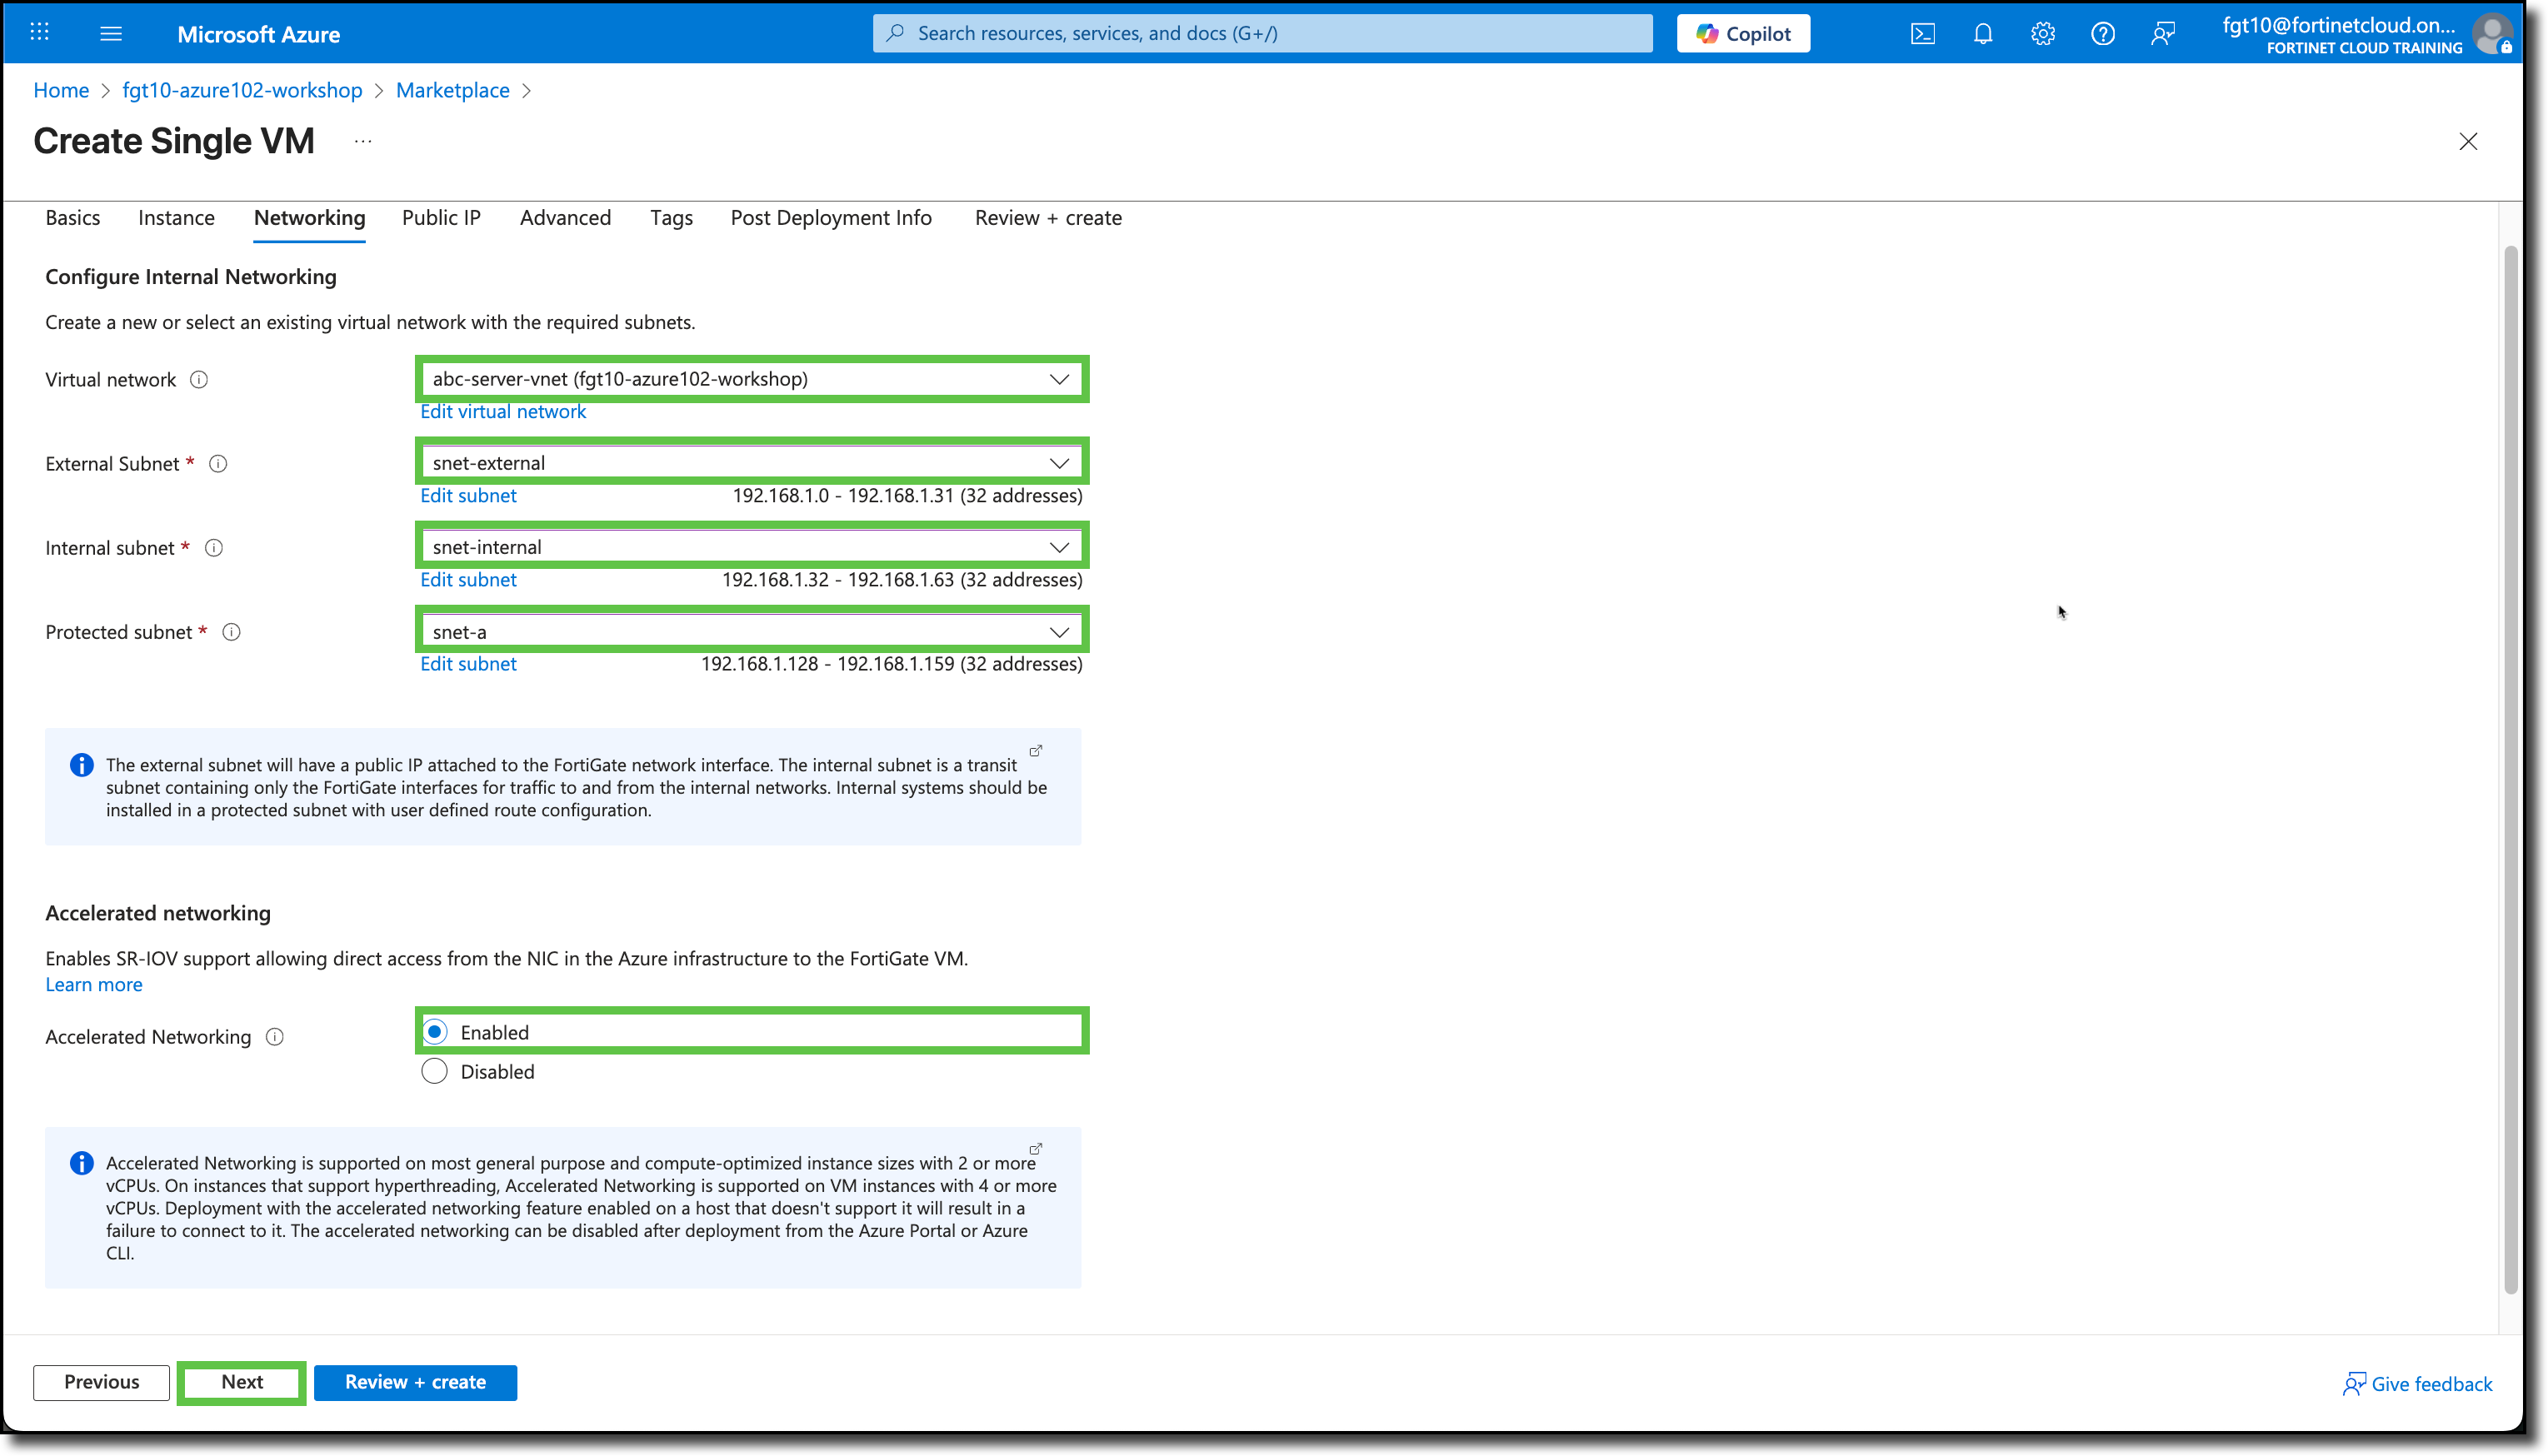 Microsoft Azure
Search resources, services, and docs (G+/)
Copilot
fgt10@fortinetcloud.on...
FORTINET CLOUD TRAINING
Home > fgt10-azure102-workshop > Marketplace >
Create Single VM ...
Basics Instance Networking Public IP Advanced Tags Post Deployment Info Review + create
Configure Internal Networking
Create a new or select an existing virtual network with the required subnets.
Virtual network
abc-server-vnet (fgt10-azure102-workshop)
Edit virtual network
External Subnet *
snet-external
Edit subnet 192.168.1.0 - 192.168.1.31 (32 addresses)
Internal subnet *
snet-internal
Edit subnet 192.168.1.32 - 192.168.1.63 (32 addresses)
Protected subnet *
snet-a
Edit subnet 192.168.1.128 - 192.168.1.159 (32 addresses)
The external subnet will have a public IP attached to the FortiGate network interface. The internal subnet is a transit
subnet containing only the FortiGate interfaces for traffic to and from the internal networks. Internal systems should be
installed in a protected subnet with user defined route configuration.
Accelerated networking
Enables SR-IOV support allowing direct access from the NIC in the Azure infrastructure to the FortiGate VM.
Learn more
Accelerated Networking
Enabled
Disabled
Accelerated Networking is supported on most general purpose and compute-optimized instance sizes with 2 or more
vCPUs. On instances that support hyperthreading, Accelerated Networking is supported on VM instances with 4 or more
vCPUs. Deployment with the accelerated networking feature enabled on a host that doesn't support it will result in a
failure to connect to it. The accelerated networking can be disabled after deployment from the Azure Portal or Azure
CLI.
Previous Next Review + create
Give feedback